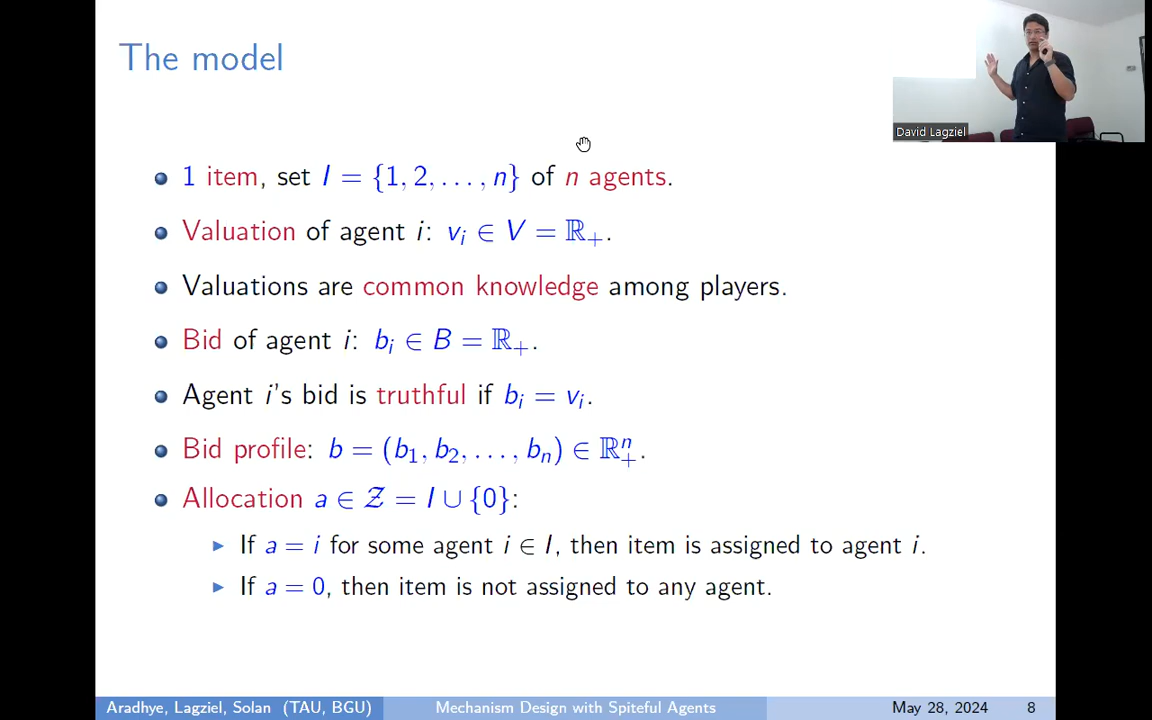 The model
David Lagziel
1 item, set I = {1, 2, . . . , n} of n agents.
Valuation of agent i: vᵢ ∈ V = ℝ₊.
Valuations are common knowledge among players.
Bid of agent i: bᵢ ∈ B = ℝ₊.
Agent i's bid is truthful if bᵢ = vᵢ.
Bid profile: b = (b₁, b₂, . . . , bₙ) ∈ ℝⁿ₊.
Allocation a ∈ 𝒵 = I ∪ {0}:
If a = i for some agent i ∈ I, then item is assigned to agent i.
If a = 0, then item is not assigned to any agent.
Aradhye, Lagziel, Solan (TAU, BGU) Mechanism Design with Spiteful Agents May 28, 2024 8